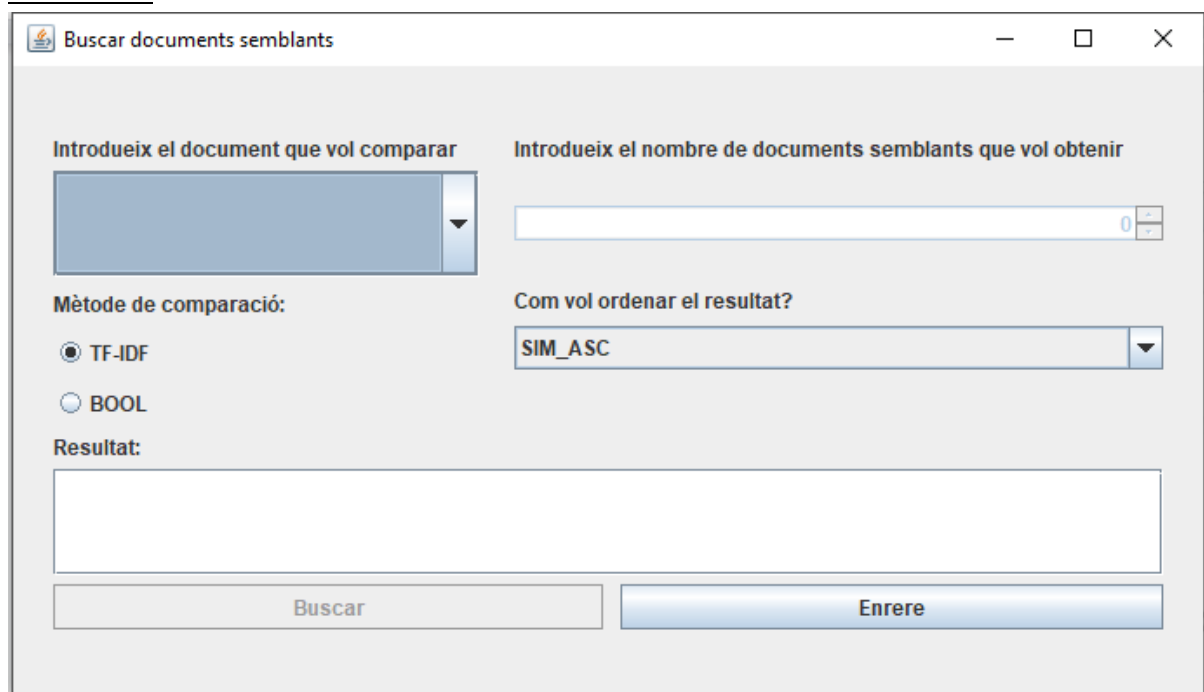 Buscar documents semblants
Introdueix el document que vol comparar
Introdueix el nombre de documents semblants que vol obtenir
0
Mètode de comparació:
Com vol ordenar el resultat?
TF-IDF
SIM_ASC
BOOL
Resultat:
Buscar
Enrere